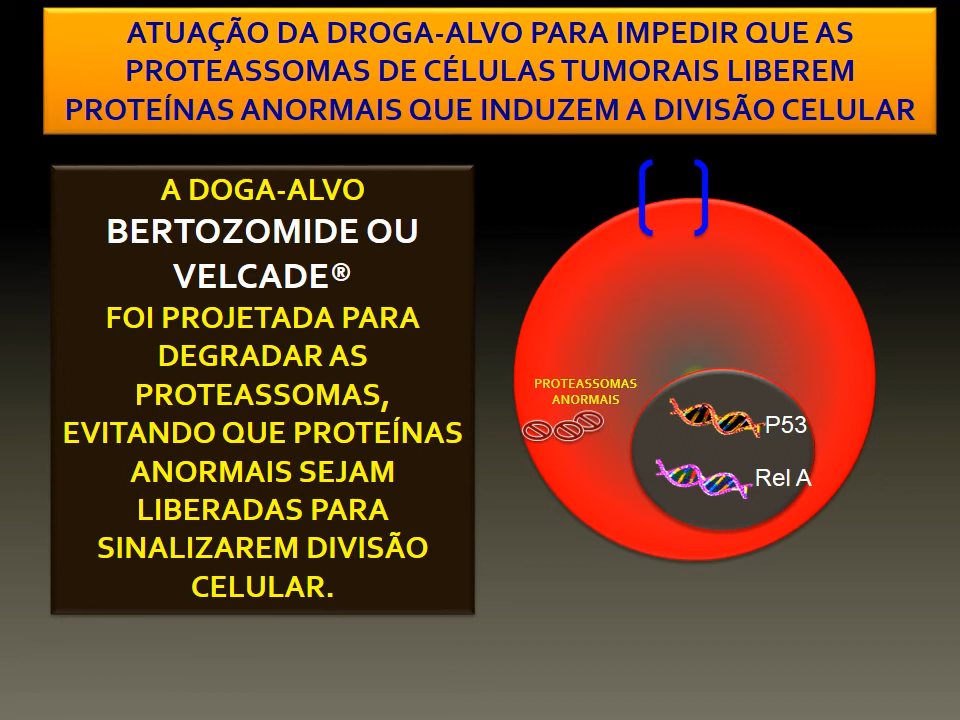 ATUAÇÃO DA DROGA-ALVO PARA IMPEDIR QUE AS
PROTEASSOMAS DE CÉLULAS TUMORAIS LIBEREM
PROTEÍNAS ANORMAIS QUE INDUZEM A DIVISÃO CELULAR
A DOGA-ALVO
BERTOZOMIDE OU
VELCADE®
FOI PROJETADA PARA
DEGRADAR AS
PROTEASSOMAS,
EVITANDO QUE PROTEÍNAS
ANORMAIS SEJAM
LIBERADAS PARA
SINALIZAREM DIVISÃO
CELULAR.
PROTEASSOMAS
ANORMAIS
P53
Rel A